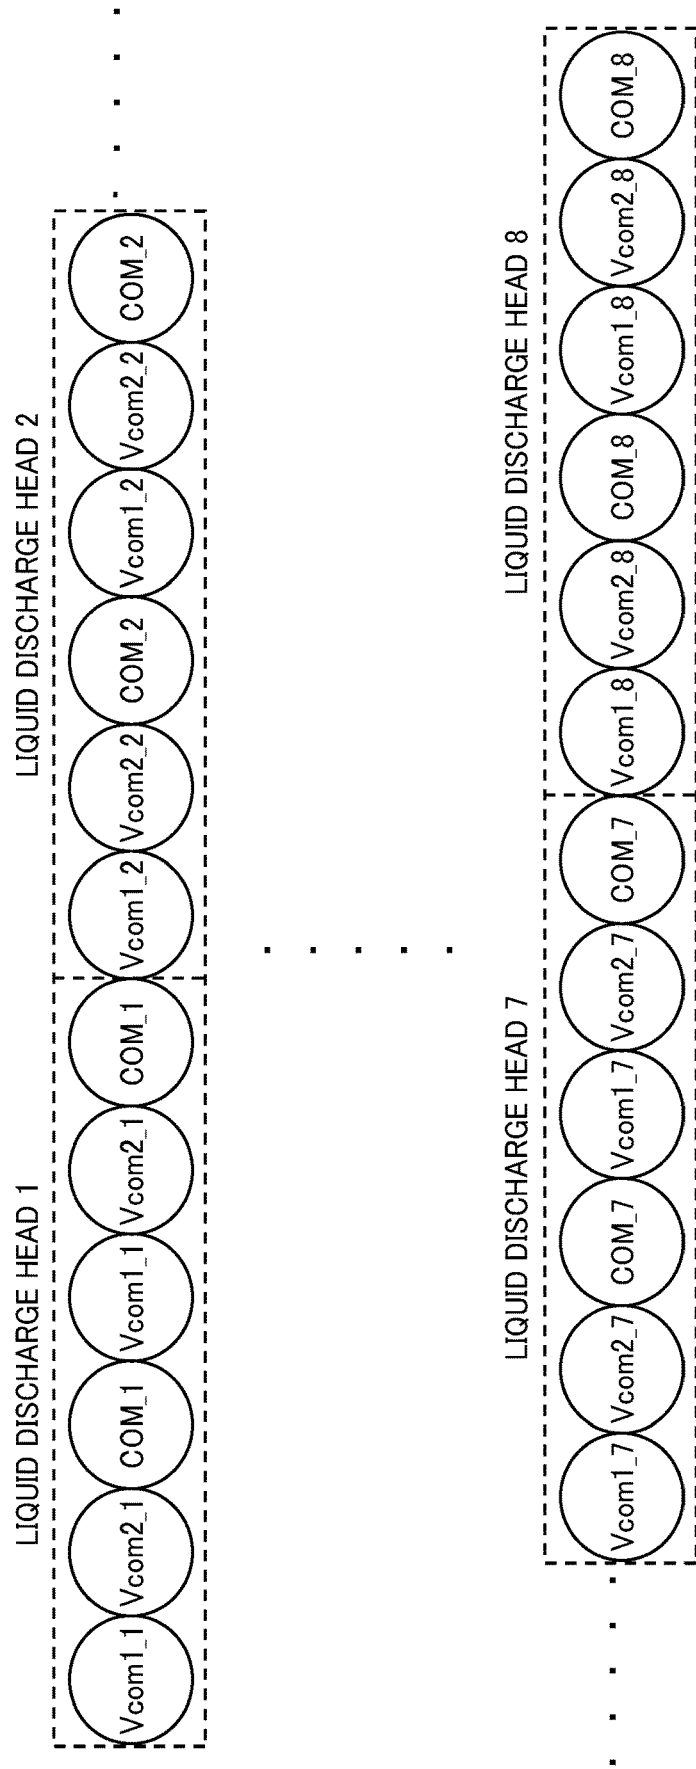 LIQUID DISCHARGE HEAD 1
Vcom1_1
Vcom2_1
COM_1
Vcom1_1
Vcom2_1
COM_1
LIQUID DISCHARGE HEAD 2
Vcom1_2
Vcom2_2
COM_2
Vcom1_2
Vcom2_2
COM_2
LIQUID DISCHARGE HEAD 7
Vcom1_7
Vcom2_7
COM_7
Vcom1_7
Vcom2_7
COM_7
LIQUID DISCHARGE HEAD 8
Vcom1_8
Vcom2_8
COM_8
Vcom1_8
Vcom2_8
COM_8